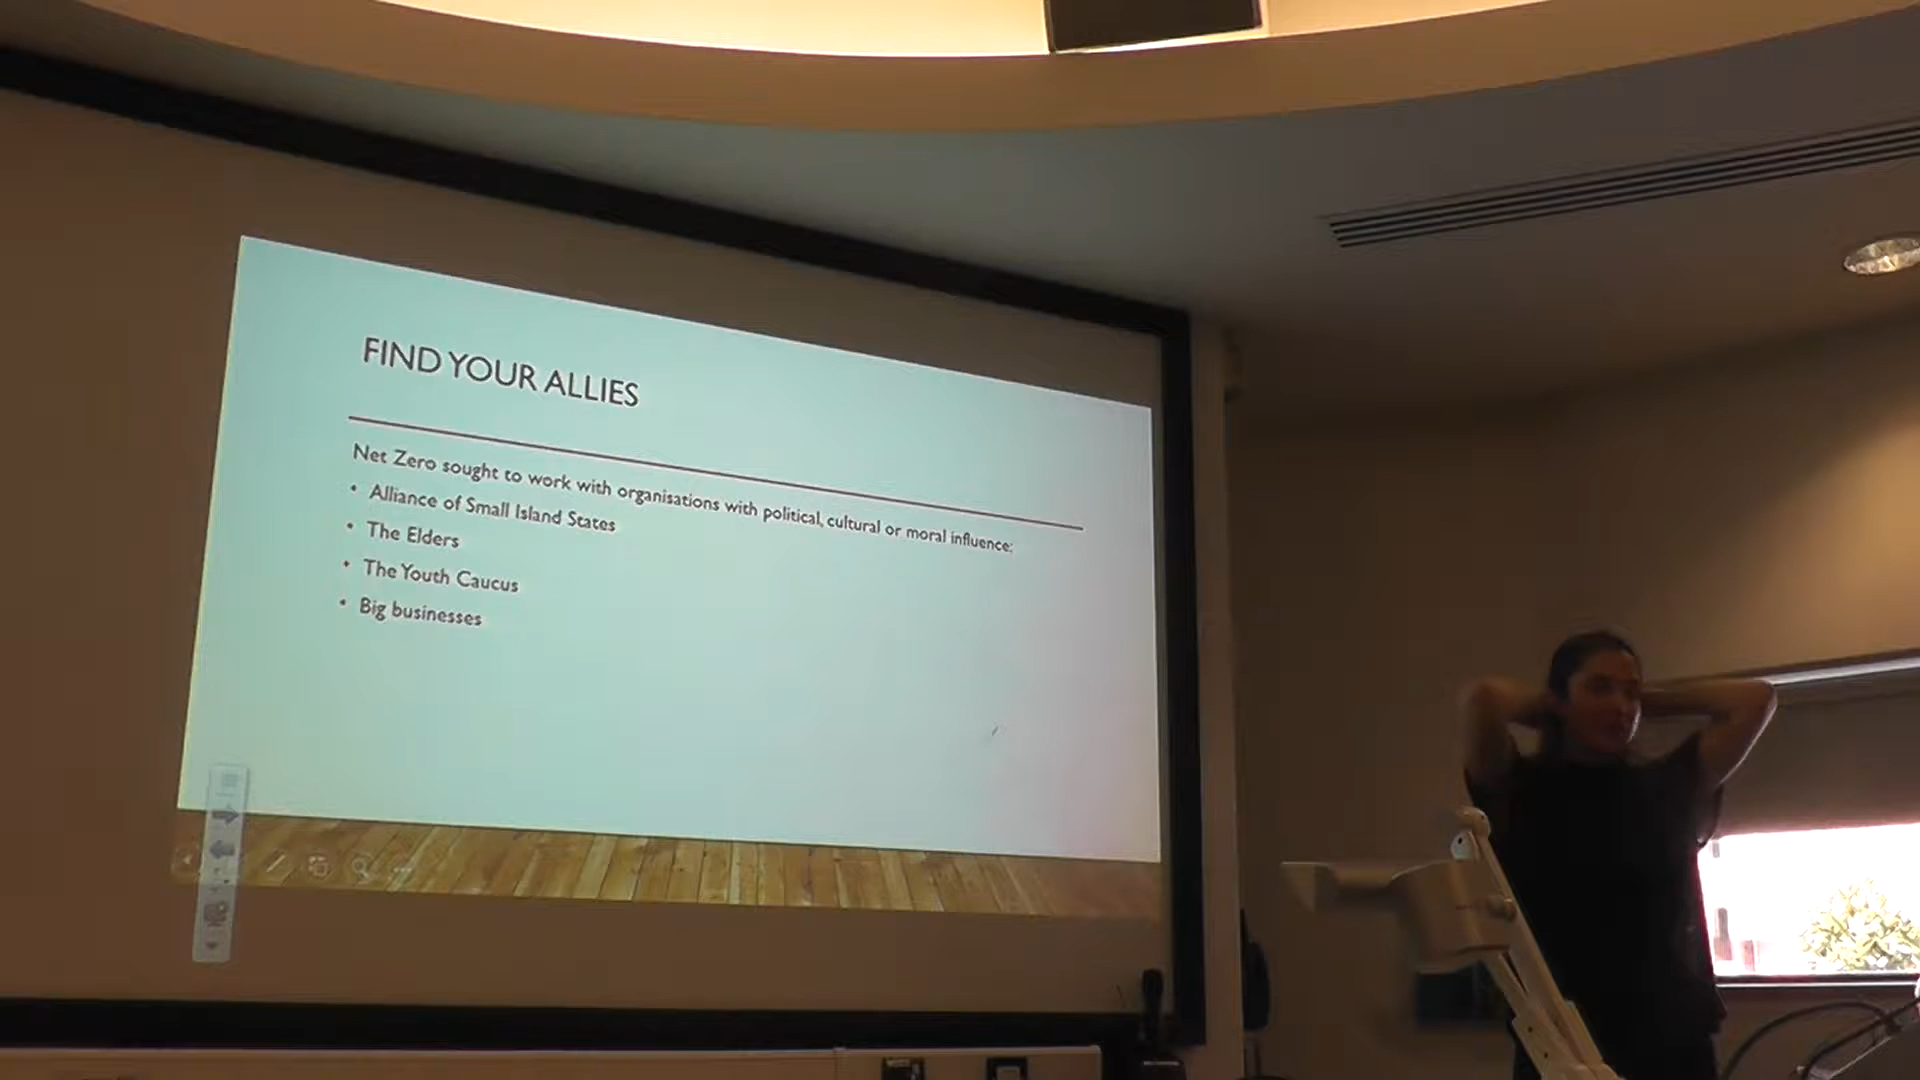 FIND YOUR ALLIES
Net Zero sought to work with organisations with political, cultural or moral influence:
• Alliance of Small Island States
• The Elders
• The Youth Caucus
• Big businesses